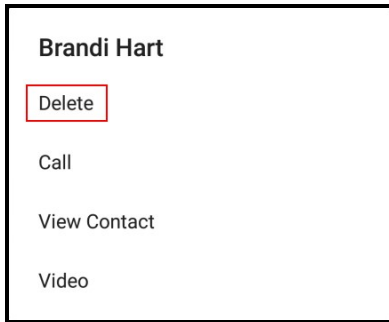 Brandi Hart
Delete
Call
View Contact
Video